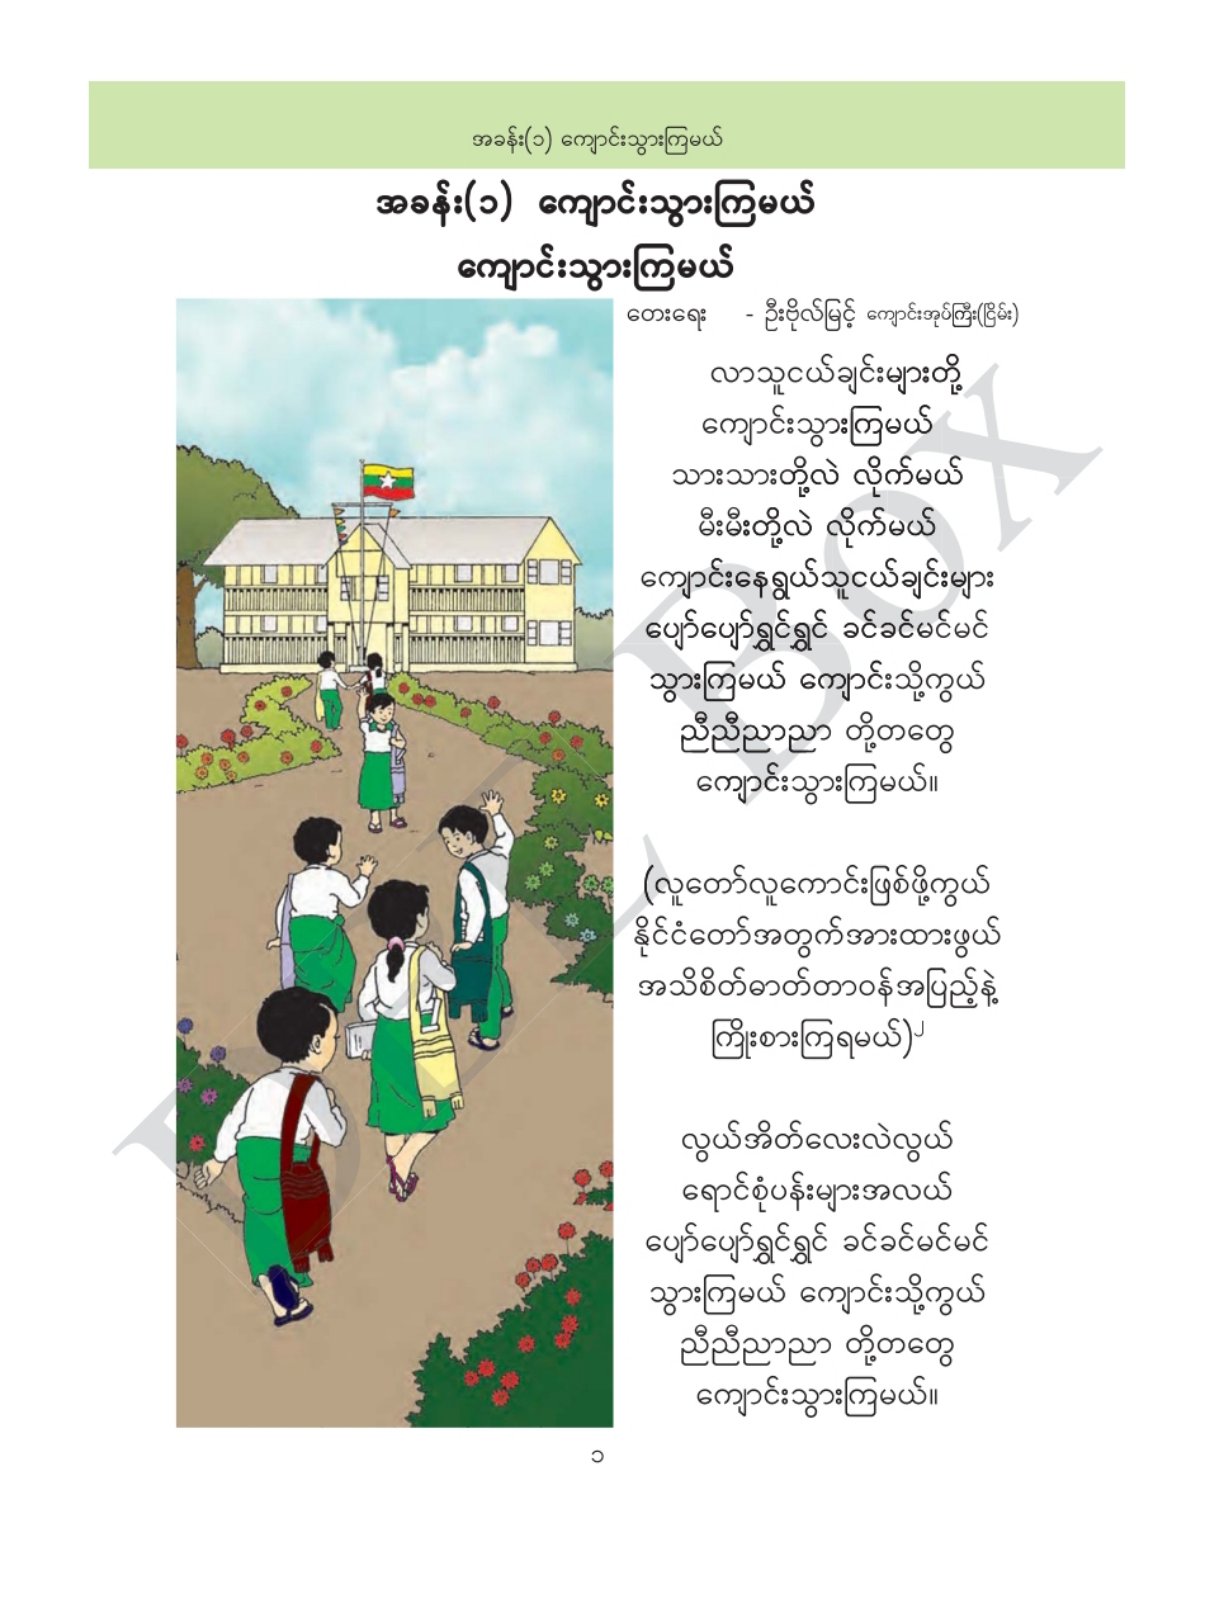 အခန်း(၁) ကျောင်းသွားကြမယ်
အခန်း(၁) ကျောင်းသွားကြမယ်
ကျောင်းသွားကြမယ်
တေးရေး - ဦးဗိုလ်မြင့် ကျောင်းအုပ်ကြီး(ငြိမ်း)
လာသူငယ်ချင်းများတို့
ကျောင်းသွားကြမယ်
သားသားတို့လဲ လိုက်မယ်
မီးမီးတို့လဲ လိုက်မယ်
ကျောင်းနေရွယ်သူငယ်ချင်းများ
ပျော်ပျော်ရွှင်ရွှင် ခင်ခင်မင်မင်
သွားကြမယ် ကျောင်းသို့ကွယ်
ညီညီညာညာ တို့တတွေ
ကျောင်းသွားကြမယ်။
(လူတော်လူကောင်းဖြစ်ဖို့ကွယ်
နိုင်ငံတော်အတွက်အားထားဖွယ်
အသိစိတ်ဓာတ်တာဝန်အပြည့်နဲ့
ကြိုးစားကြရမယ်)၂
လွယ်အိတ်လေးလဲလွယ်
ရောင်စုံပန်းများအလယ်
ပျော်ပျော်ရွှင်ရွှင် ခင်ခင်မင်မင်
သွားကြမယ် ကျောင်းသို့ကွယ်
ညီညီညာညာ တို့တတွေ
ကျောင်းသွားကြမယ်။
၁